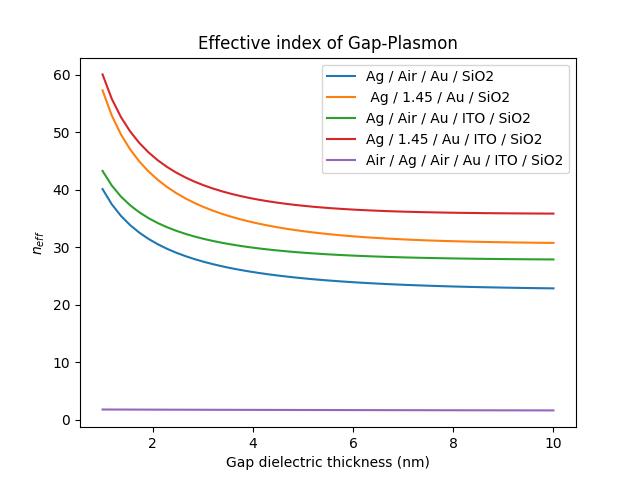 Effective index of Gap-Plasmon
60
50
40
30
20
10
0
n_eff
Ag / Air / Au / SiO2
Ag / 1.45 / Au / SiO2
Ag / Air / Au / ITO / SiO2
Ag / 1.45 / Au / ITO / SiO2
Air / Ag / Air / Au / ITO / SiO2
2 4 6 8 10
Gap dielectric thickness (nm)